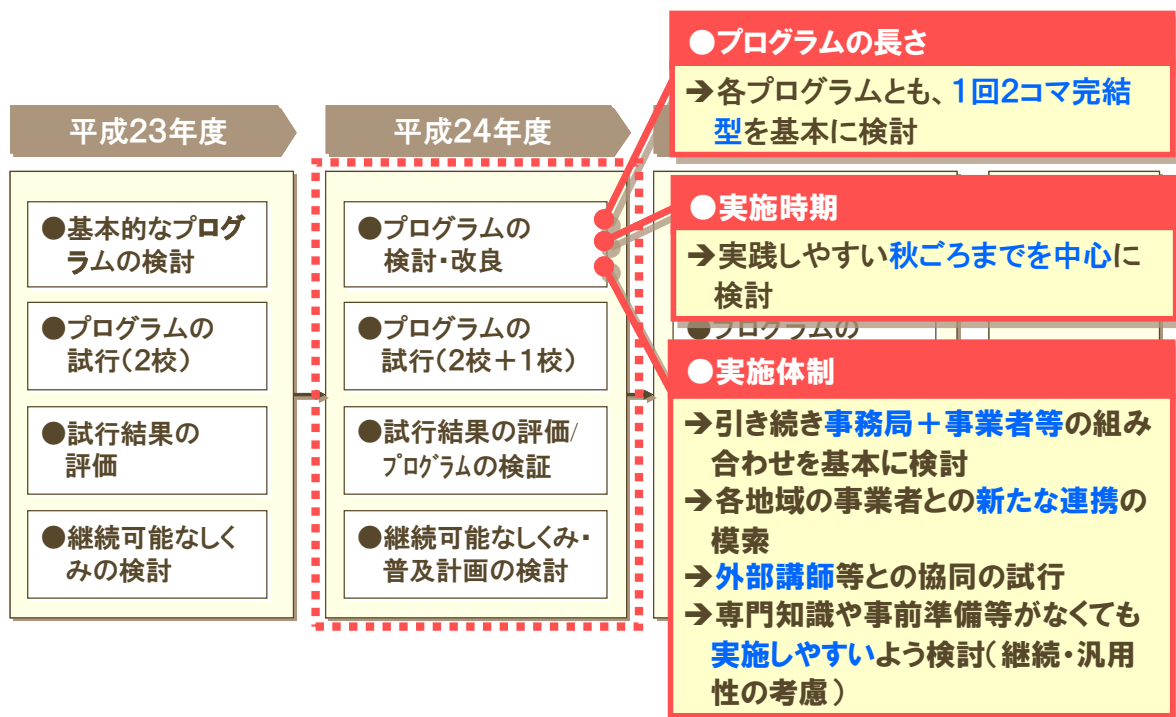 平成23年度
●基本的なプログ
ラムの検討
●プログラムの
試行(2校)
●試行結果の
評価
●継続可能なしく
みの検討
平成24年度
●プログラムの
検討・改良
●プログラムの
試行(2校＋1校)
●試行結果の評価/
ﾌﾟﾛｸﾞﾗﾑの検証
●継続可能なしくみ・
普及計画の検討
●プログラムの
●プログラムの長さ
➔各プログラムとも、1回2コマ完結
型を基本に検討
●実施時期
➔実践しやすい秋ごろまでを中心に
検討
●実施体制
➔引き続き事務局＋事業者等の組み
合わせを基本に検討
➔各地域の事業者との新たな連携の
模索
➔外部講師等との協同の試行
➔専門知識や事前準備等がなくても
実施しやすいよう検討(継続・汎用
性の考慮)